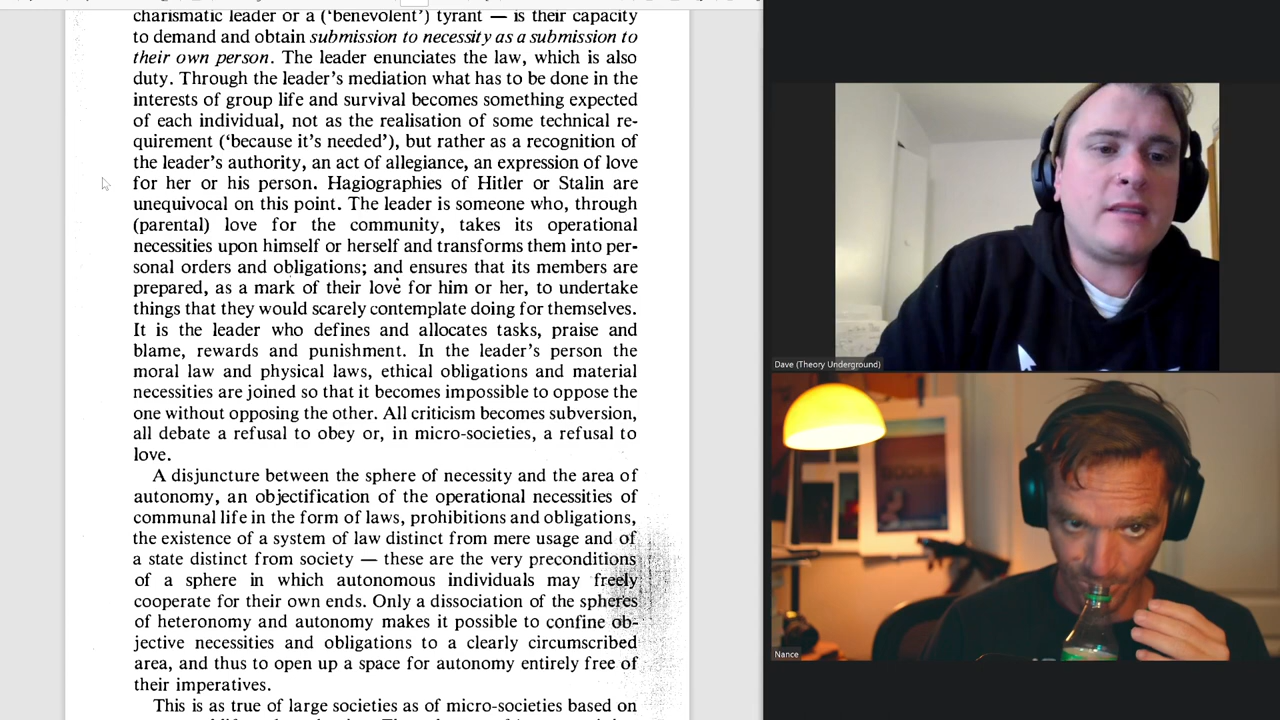 charismatic leader or a ('benevolent') tyrant — is their capacity
to demand and obtain submission to necessity as a submission to
their own person. The leader enunciates the law, which is also
duty. Through the leader's mediation what has to be done in the
interests of group life and survival becomes something expected
of each individual, not as the realisation of some technical re-
quirement ('because it's needed'), but rather as a recognition of
the leader's authority, an act of allegiance, an expression of love
for her or his person. Hagiographies of Hitler or Stalin are
unequivocal on this point. The leader is someone who, through
(parental) love for the community, takes its operational
necessities upon himself or herself and transforms them into per-
sonal orders and obligations; and ensures that its members are
prepared, as a mark of their love for him or her, to undertake
things that they would scarely contemplate doing for themselves.
It is the leader who defines and allocates tasks, praise and
blame, rewards and punishment. In the leader's person the
moral law and physical laws, ethical obligations and material
necessities are joined so that it becomes impossible to oppose the
one without opposing the other. All criticism becomes subversion,
all debate a refusal to obey or, in micro-societies, a refusal to
love.
A disjuncture between the sphere of necessity and the area of
autonomy, an objectification of the operational necessities of
communal life in the form of laws, prohibitions and obligations,
the existence of a system of law distinct from mere usage and of
a state distinct from society — these are the very preconditions
of a sphere in which autonomous individuals may freely
cooperate for their own ends. Only a dissociation of the spheres
of heteronomy and autonomy makes it possible to confine ob-
jective necessities and obligations to a clearly circumscribed
area, and thus to open up a space for autonomy entirely free of
their imperatives.
This is as true of large societies as of micro-societies based on
Dave (Theory Underground)
Nance